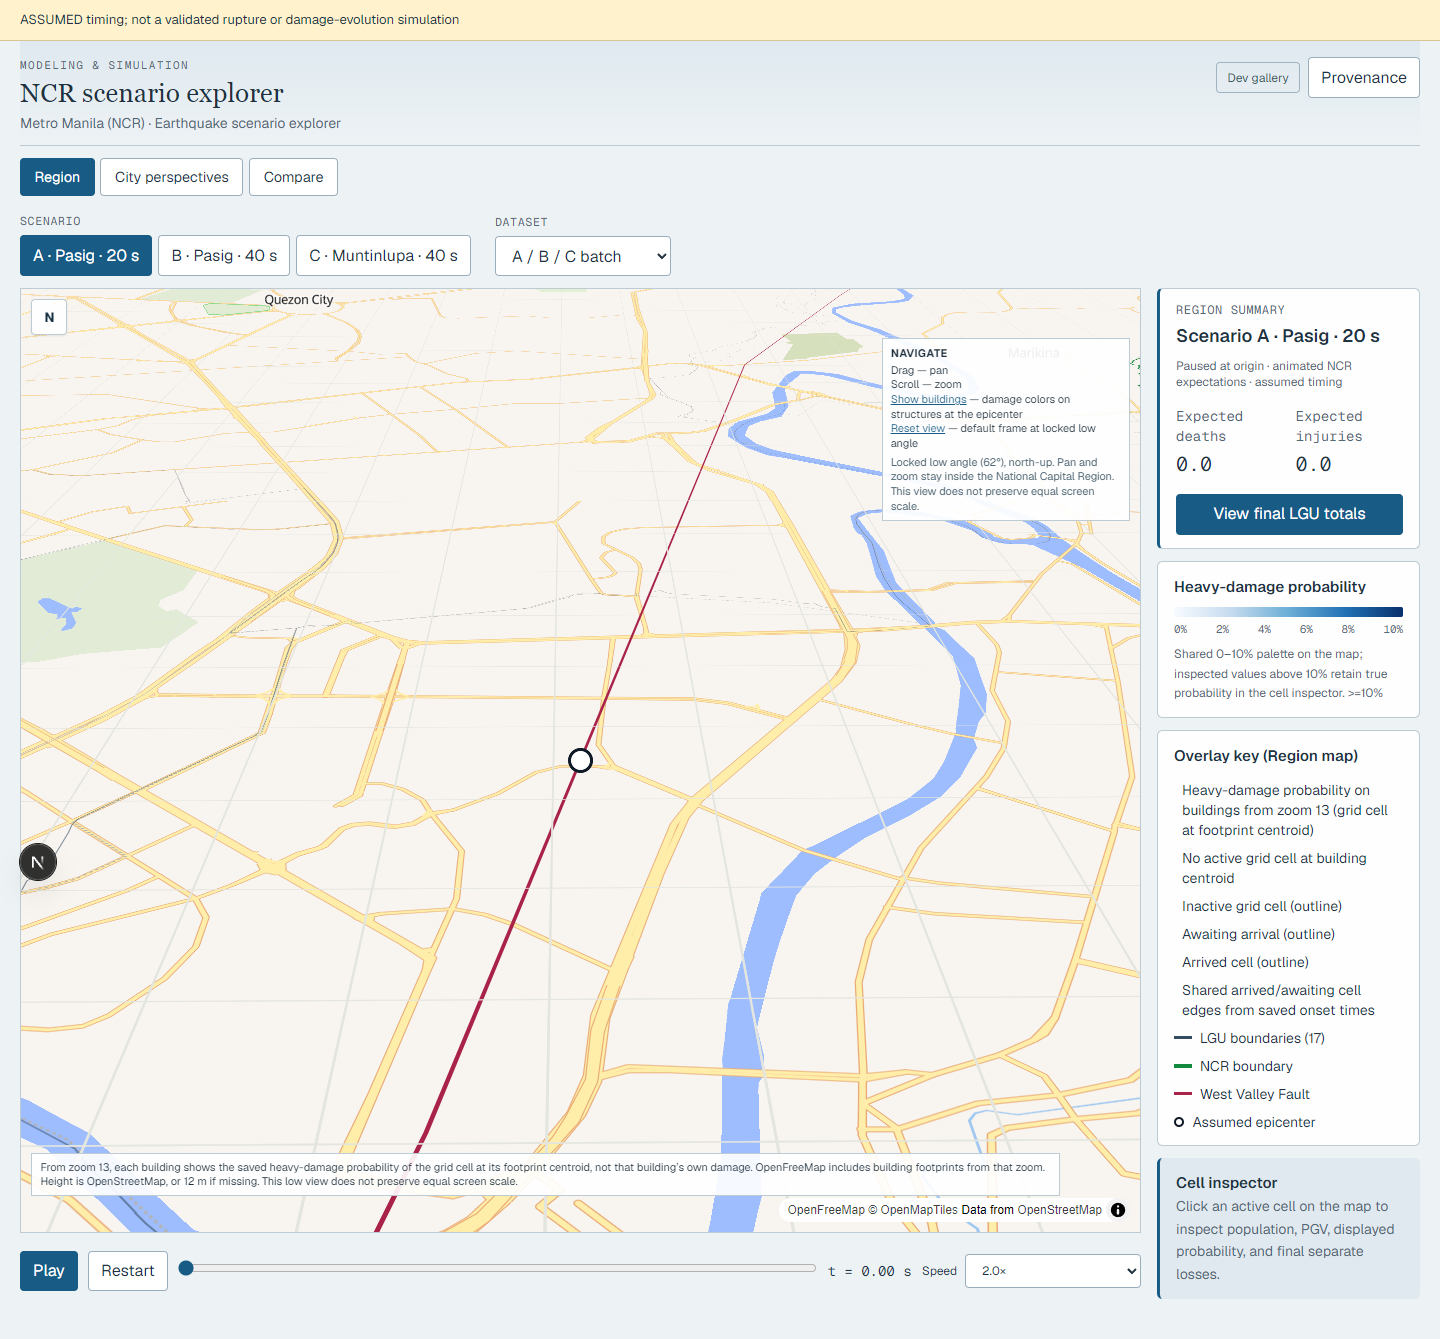 ASSUMED timing; not a validated rupture or damage-evolution simulation
MODELING & SIMULATION
NCR scenario explorer
Metro Manila (NCR) · Earthquake scenario explorer
Dev gallery
Provenance
Region
City perspectives
Compare
SCENARIO
A · Pasig · 20 s
B · Pasig · 40 s
C · Muntinlupa · 40 s
DATASET
A / B / C batch
N
Quezon City
NAVIGATE
Marikina
Drag — pan
Scroll — zoom
Show buildings — damage colors on
structures at the epicenter
Reset view — default frame at locked low
angle
Locked low angle (62°), north-up. Pan and
zoom stay inside the National Capital Region.
This view does not preserve equal screen
scale.
N
From zoom 13, each building shows the saved heavy-damage probability of the grid cell at its footprint centroid, not that building's own damage. OpenFreeMap includes building footprints from that zoom.
Height is OpenStreetMap, or 12 m if missing. This low view does not preserve equal screen scale.
OpenFreeMap © OpenMapTiles Data from OpenStreetMap
Play
Restart
t = 0.00 s
Speed
2.0×
REGION SUMMARY
Scenario A · Pasig · 20 s
Paused at origin · animated NCR
expectations · assumed timing
Expected
deaths
0.0
Expected
injuries
0.0
View final LGU totals
Heavy-damage probability
0% 2% 4% 6% 8% 10%
Shared 0–10% palette on the map;
inspected values above 10% retain true
probability in the cell inspector. >=10%
Overlay key (Region map)
Heavy-damage probability on
buildings from zoom 13 (grid cell
at footprint centroid)
No active grid cell at building
centroid
Inactive grid cell (outline)
Awaiting arrival (outline)
Arrived cell (outline)
Shared arrived/awaiting cell
edges from saved onset times
LGU boundaries (17)
NCR boundary
West Valley Fault
Assumed epicenter
Cell inspector
Click an active cell on the map to
inspect population, PGV, displayed
probability, and final separate
losses.